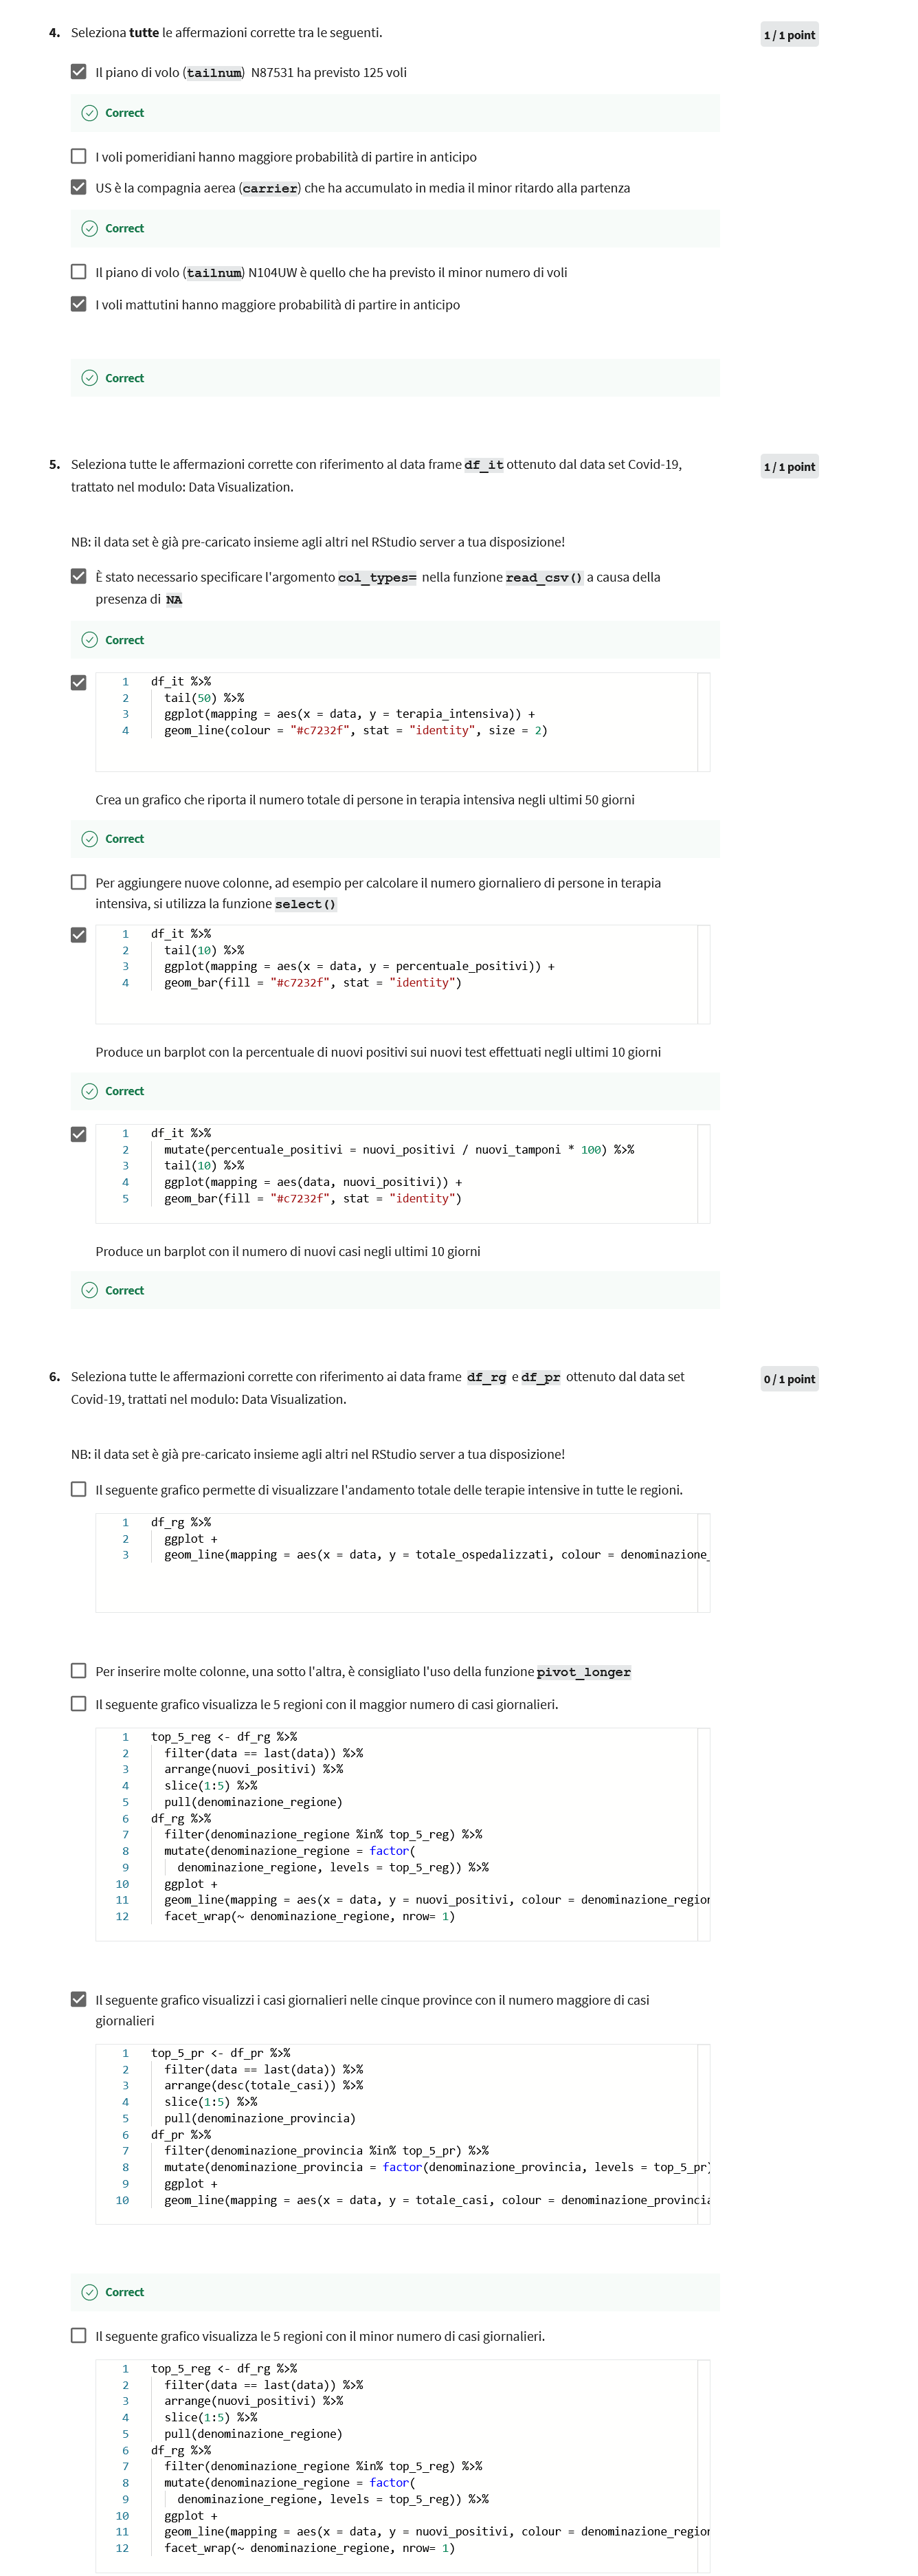 4. Seleziona tutte le affermazioni corrette tra le seguenti.
1 / 1 point
Il piano di volo (tailnum) N87531 ha previsto 125 voli
Correct
I voli pomeridiani hanno maggiore probabilità di partire in anticipo
US è la compagnia aerea (carrier) che ha accumulato in media il minor ritardo alla partenza
Correct
Il piano di volo (tailnum) N104UW è quello che ha previsto il minor numero di voli
I voli mattutini hanno maggiore probabilità di partire in anticipo
Correct
5. Seleziona tutte le affermazioni corrette con riferimento al data frame df_it ottenuto dal data set Covid-19,
trattato nel modulo: Data Visualization.
1 / 1 point
NB: il data set è già pre-caricato insieme agli altri nel RStudio server a tua disposizione!
È stato necessario specificare l'argomento col_types= nella funzione read_csv() a causa della
presenza di NA
Correct
1 df_it %>%
2 tail(50) %>%
3 ggplot(mapping = aes(x = data, y = terapia_intensiva)) +
4 geom_line(colour = "#c7232f", stat = "identity", size = 2)
Crea un grafico che riporta il numero totale di persone in terapia intensiva negli ultimi 50 giorni
Correct
Per aggiungere nuove colonne, ad esempio per calcolare il numero giornaliero di persone in terapia
intensiva, si utilizza la funzione select()
1 df_it %>%
2 tail(10) %>%
3 ggplot(mapping = aes(x = data, y = percentuale_positivi)) +
4 geom_bar(fill = "#c7232f", stat = "identity")
Produce un barplot con la percentuale di nuovi positivi sui nuovi test effettuati negli ultimi 10 giorni
Correct
1 df_it %>%
2 mutate(percentuale_positivi = nuovi_positivi / nuovi_tamponi * 100) %>%
3 tail(10) %>%
4 ggplot(mapping = aes(data, nuovi_positivi)) +
5 geom_bar(fill = "#c7232f", stat = "identity")
Produce un barplot con il numero di nuovi casi negli ultimi 10 giorni
Correct
6. Seleziona tutte le affermazioni corrette con riferimento ai data frame df_rg e df_pr ottenuto dal data set
Covid-19, trattati nel modulo: Data Visualization.
0 / 1 point
NB: il data set è già pre-caricato insieme agli altri nel RStudio server a tua disposizione!
Il seguente grafico permette di visualizzare l'andamento totale delle terapie intensive in tutte le regioni.
1 df_rg %>%
2 ggplot +
3 geom_line(mapping = aes(x = data, y = totale_ospedalizzati, colour = denominazione_
Per inserire molte colonne, una sotto l'altra, è consigliato l'uso della funzione pivot_longer
Il seguente grafico visualizza le 5 regioni con il maggior numero di casi giornalieri.
1 top_5_reg <- df_rg %>%
2 filter(data == last(data)) %>%
3 arrange(nuovi_positivi) %>%
4 slice(1:5) %>%
5 pull(denominazione_regione)
6 df_rg %>%
7 filter(denominazione_regione %in% top_5_reg) %>%
8 mutate(denominazione_regione = factor(
9 denominazione_regione, levels = top_5_reg)) %>%
10 ggplot +
11 geom_line(mapping = aes(x = data, y = nuovi_positivi, colour = denominazione_region
12 facet_wrap(~ denominazione_regione, nrow= 1)
Il seguente grafico visualizzi i casi giornalieri nelle cinque province con il numero maggiore di casi
giornalieri
1 top_5_pr <- df_pr %>%
2 filter(data == last(data)) %>%
3 arrange(desc(totale_casi)) %>%
4 slice(1:5) %>%
5 pull(denominazione_provincia)
6 df_pr %>%
7 filter(denominazione_provincia %in% top_5_pr) %>%
8 mutate(denominazione_provincia = factor(denominazione_provincia, levels = top_5_pr)
9 ggplot +
10 geom_line(mapping = aes(x = data, y = totale_casi, colour = denominazione_provincia
Correct
Il seguente grafico visualizza le 5 regioni con il minor numero di casi giornalieri.
1 top_5_reg <- df_rg %>%
2 filter(data == last(data)) %>%
3 arrange(nuovi_positivi) %>%
4 slice(1:5) %>%
5 pull(denominazione_regione)
6 df_rg %>%
7 filter(denominazione_regione %in% top_5_reg) %>%
8 mutate(denominazione_regione = factor(
9 denominazione_regione, levels = top_5_reg)) %>%
10 ggplot +
11 geom_line(mapping = aes(x = data, y = nuovi_positivi, colour = denominazione_region
12 facet_wrap(~ denominazione_regione, nrow= 1)